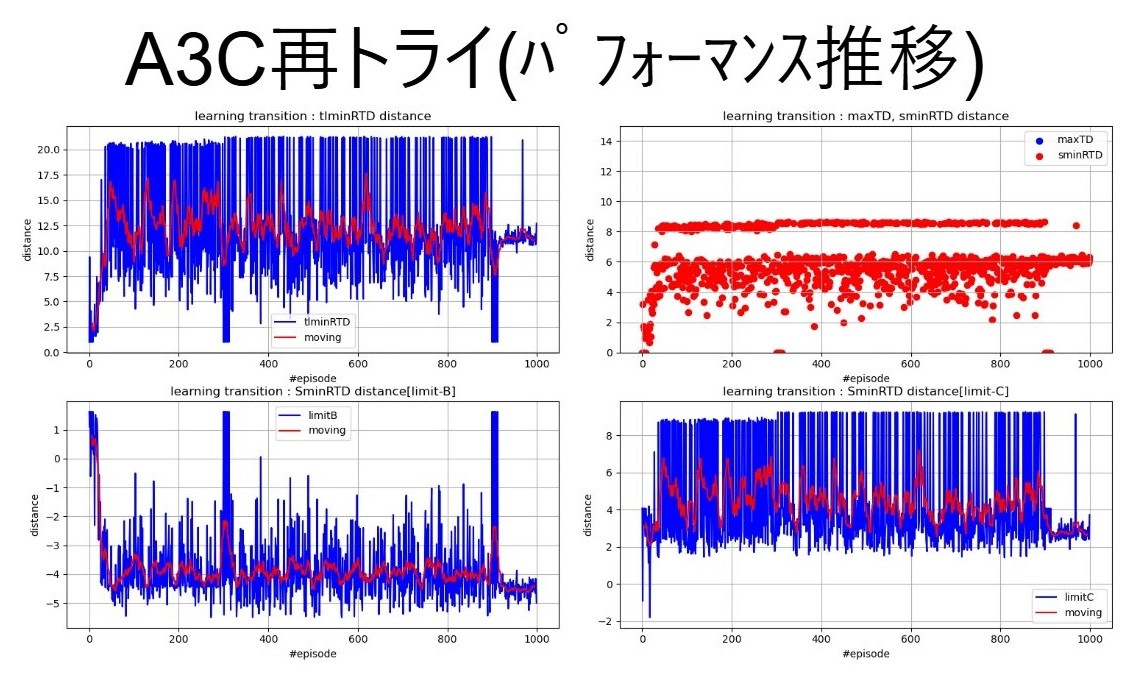 A3C再トライ(ﾊﾟﾌｫｰﾏﾝｽ推移)
learning transition : tlminRTD distance
distance
20.0
17.5
15.0
12.5
10.0
7.5
5.0
2.5
0.0
tlminRTD
moving
0 200 400 600 800 1000
#episode
learning transition : maxTD, sminRTD distance
distance
14
12
10
8
6
4
2
0
maxTD
sminRTD
0 200 400 600 800 1000
#episode
learning transition : SminRTD distance[limit-B]
distance
1
0
−1
−2
−3
−4
−5
limitB
moving
0 200 400 600 800 1000
#episode
learning transition : SminRTD distance[limit-C]
distance
8
6
4
2
0
−2
limitC
moving
0 200 400 600 800 1000
#episode